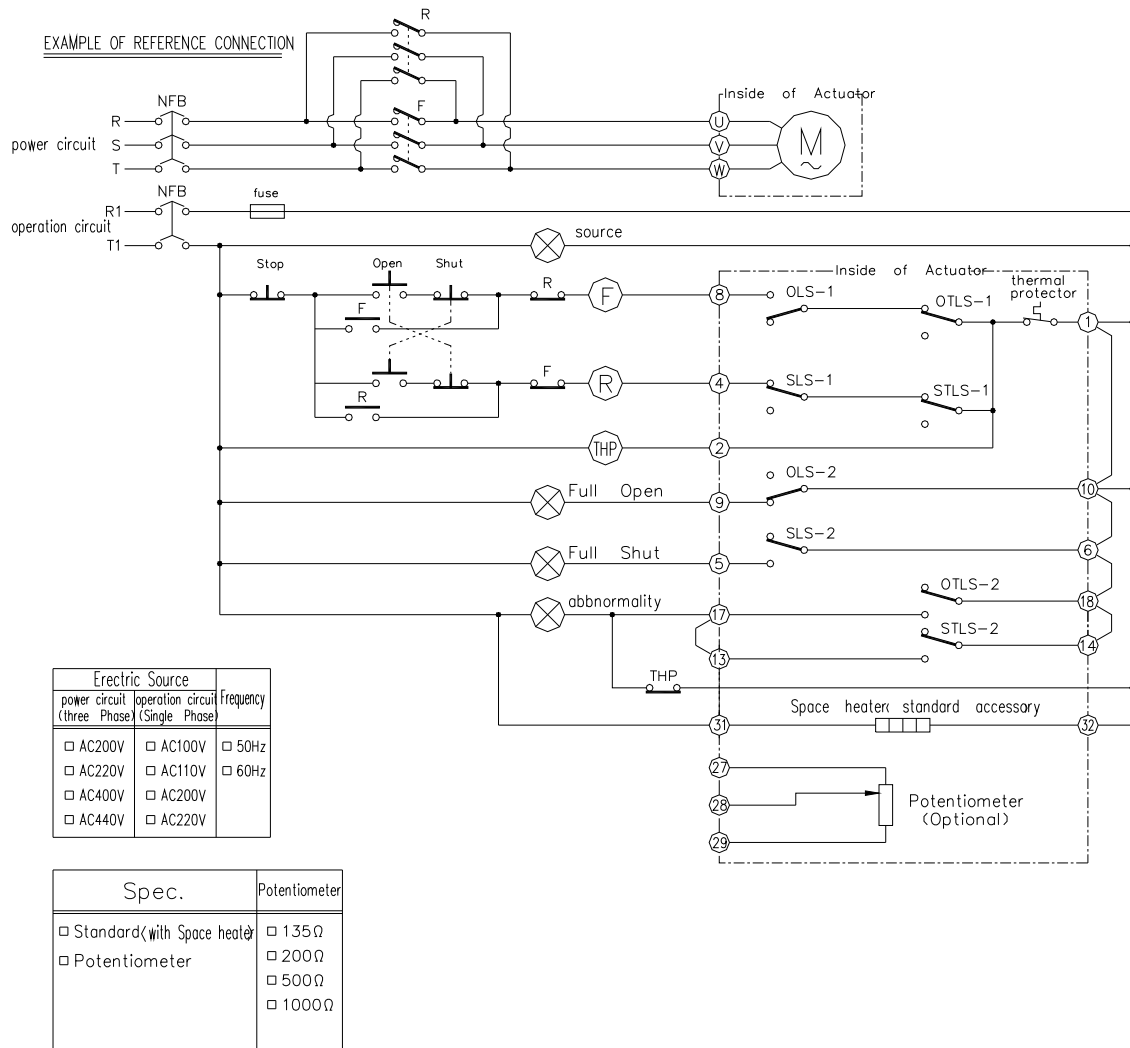 EXAMPLE OF REFERENCE CONNECTION
R
F
NFB
R
power circuit
S
T
Inside of Actuator
U
V
W
M
NFB
R1
fuse
operation circuit
T1
source
Stop
Open
Shut
R
F
F
8
Inside of Actuator
OLS-1
OTLS-1
thermal
protector
1
F
R
R
4
SLS-1
STLS-1
THP
2
Full Open
9
OLS-2
10
Full Shut
5
SLS-2
6
abbnormality
17
OTLS-2
18
13
STLS-2
14
THP
31
Space heater( standard accessory
32
27
28
29
Potentiometer
(Optional)
Erectric Source
power circuit
(three Phase)
operation circuit
(Single Phase)
Frequency
□ AC200V □ AC100V □ 50Hz
□ AC220V □ AC110V □ 60Hz
□ AC400V □ AC200V
□ AC440V □ AC220V
Spec. Potentiometer
□ Standard(with Space heater) □ 135Ω
□ Potentiometer □ 200Ω
□ 500Ω
□ 1000Ω